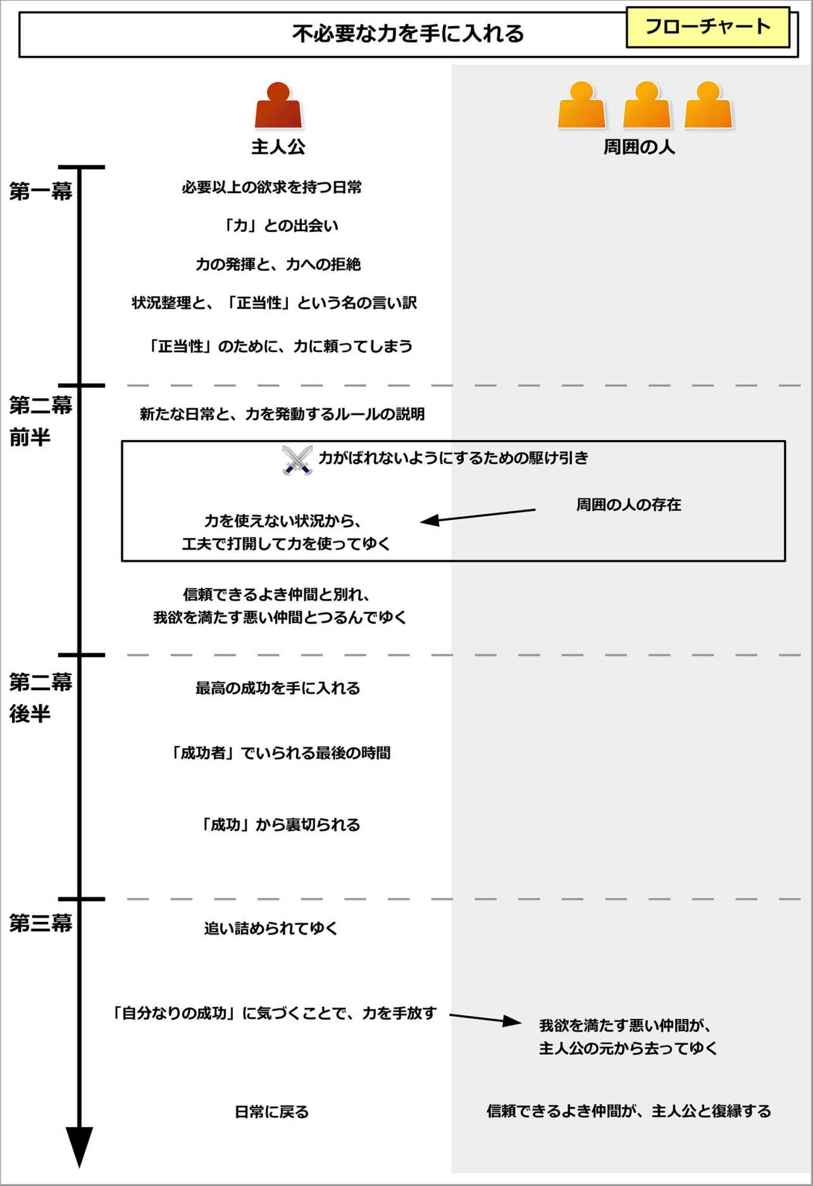 不必要な力を手に入れる
フローチャート
主人公
周囲の人
第一幕
必要以上の欲求を持つ日常
「力」との出会い
力の発揮と、力への拒絶
状況整理と、「正当性」という名の言い訳
「正当性」のために、力に頼ってしまう
第二幕
前半
新たな日常と、力を発動するルールの説明
力がばれないようにするための駆け引き
周囲の人の存在
力を使えない状況から、
工夫で打開して力を使ってゆく
信頼できるよき仲間と別れ、
我欲を満たす悪い仲間とつるんでゆく
第二幕
後半
最高の成功を手に入れる
「成功者」でいられる最後の時間
「成功」から裏切られる
第三幕
追い詰められてゆく
「自分なりの成功」に気づくことで、力を手放す
我欲を満たす悪い仲間が、
主人公の元から去ってゆく
日常に戻る
信頼できるよき仲間が、主人公と復縁する